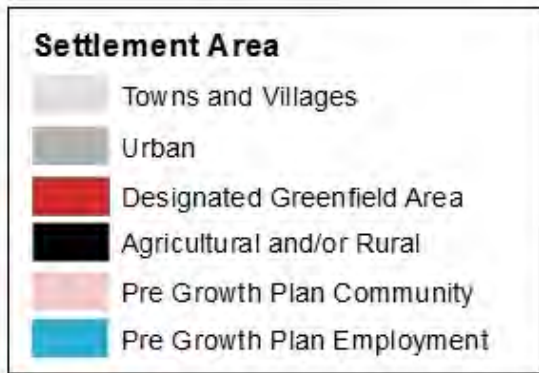 Settlement Area
Towns and Villages
Urban
Designated Greenfield Area
Agricultural and/or Rural
Pre Growth Plan Community
Pre Growth Plan Employment